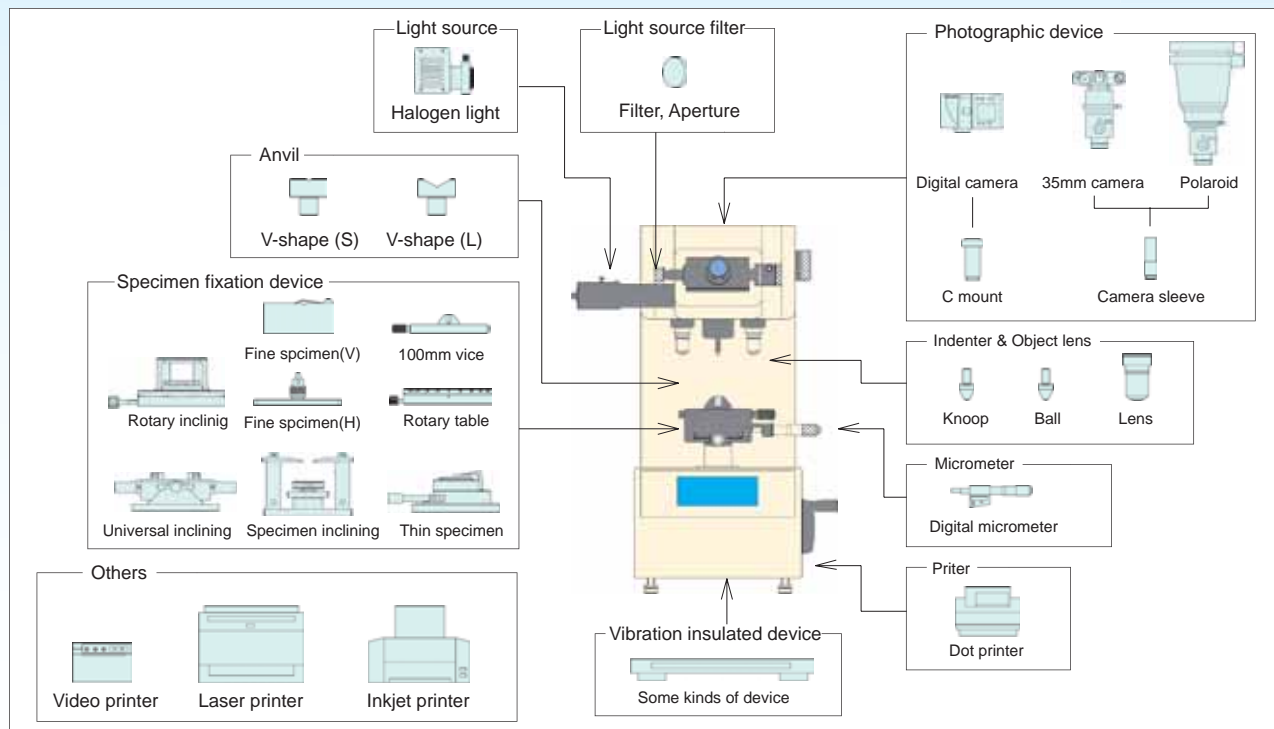 Light source
Halogen light
Light source filter
Filter, Aperture
Photographic device
Digital camera
35mm camera
Polaroid
C mount
Camera sleeve
Anvil
V-shape (S)
V-shape (L)
Specimen fixation device
Fine spcimen(V)
100mm vice
Rotary inclinig
Fine spcimen(H)
Rotary table
Universal inclining
Specimen inclining
Thin specimen
Indenter & Object lens
Knoop
Ball
Lens
Micrometer
Digital micrometer
Priter
Dot printer
Others
Video printer
Laser printer
Inkjet printer
Vibration insulated device
Some kinds of device